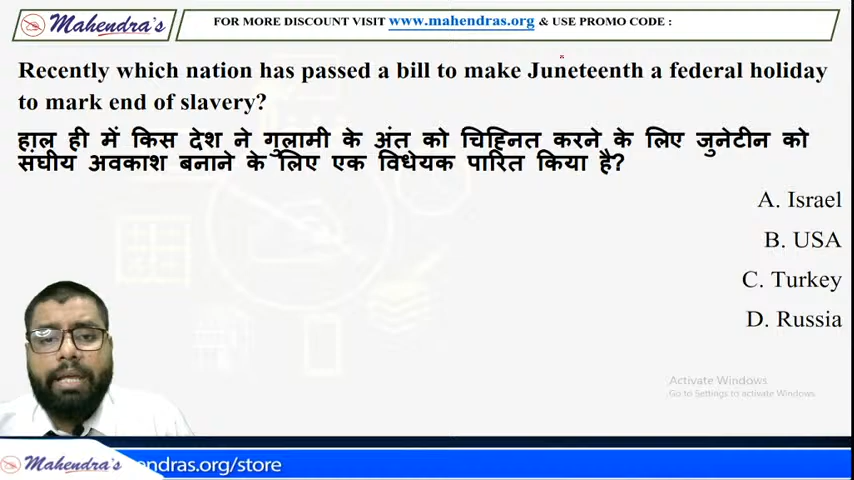 Mahendra's
FOR MORE DISCOUNT VISIT www.mahendras.org & USE PROMO CODE :
Recently which nation has passed a bill to make Juneteenth a federal holiday
to mark end of slavery?
हाल ही में किस देश ने गुलामी के अंत को चिह्नित करने के लिए जुनेटीन को
संघीय अवकाश बनाने के लिए एक विधेयक पारित किया है?
A. Israel
B. USA
C. Turkey
D. Russia
Activate Windows
Go to Settings to activate Windows.
Mahendra's endras.org/store